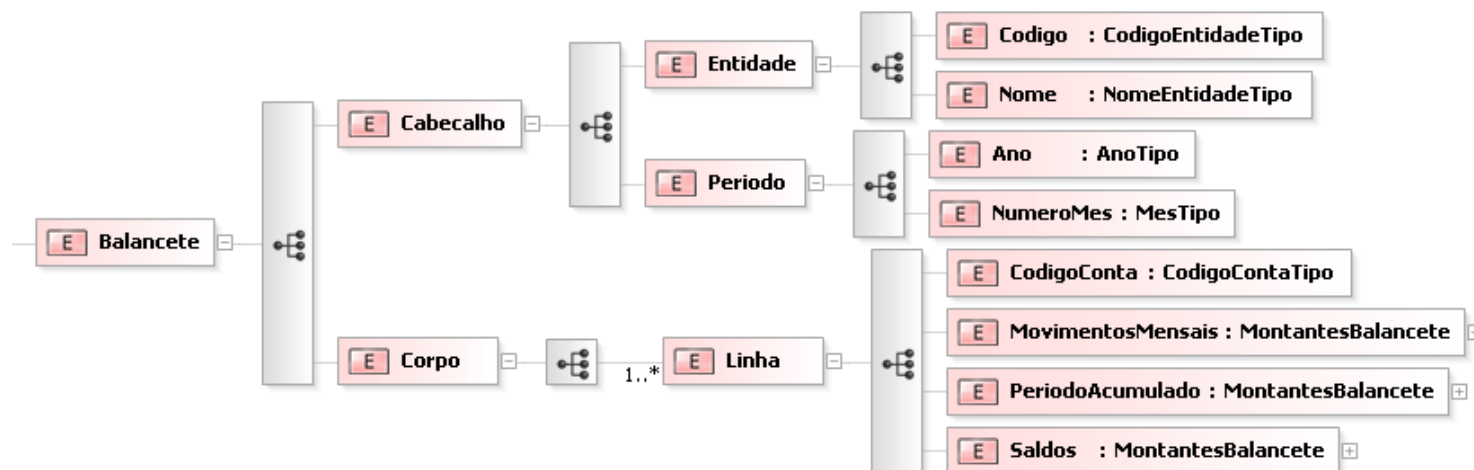 E Balancete
E Cabecalho
E Entidade
E Codigo : CodigoEntidadeTipo
E Nome : NomeEntidadeTipo
E Periodo
E Ano : AnoTipo
E NumeroMes : MesTipo
E Corpo
1..*
E Linha
E CodigoConta : CodigoContaTipo
E MovimentosMensais : MontantesBalancete
E PeriodoAcumulado : MontantesBalancete
E Saldos : MontantesBalancete